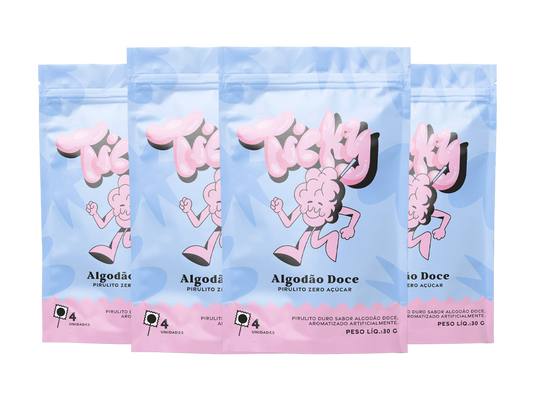 Ticky
Algodão Doce
PIRULITO ZERO AÇÚCAR
4
UNIDADES
PIRULITO DURO SABOR ALGODÃO DOCE,
AROMATIZADO ARTIFICIALMENTE.
PESO LÍQ.:30 G